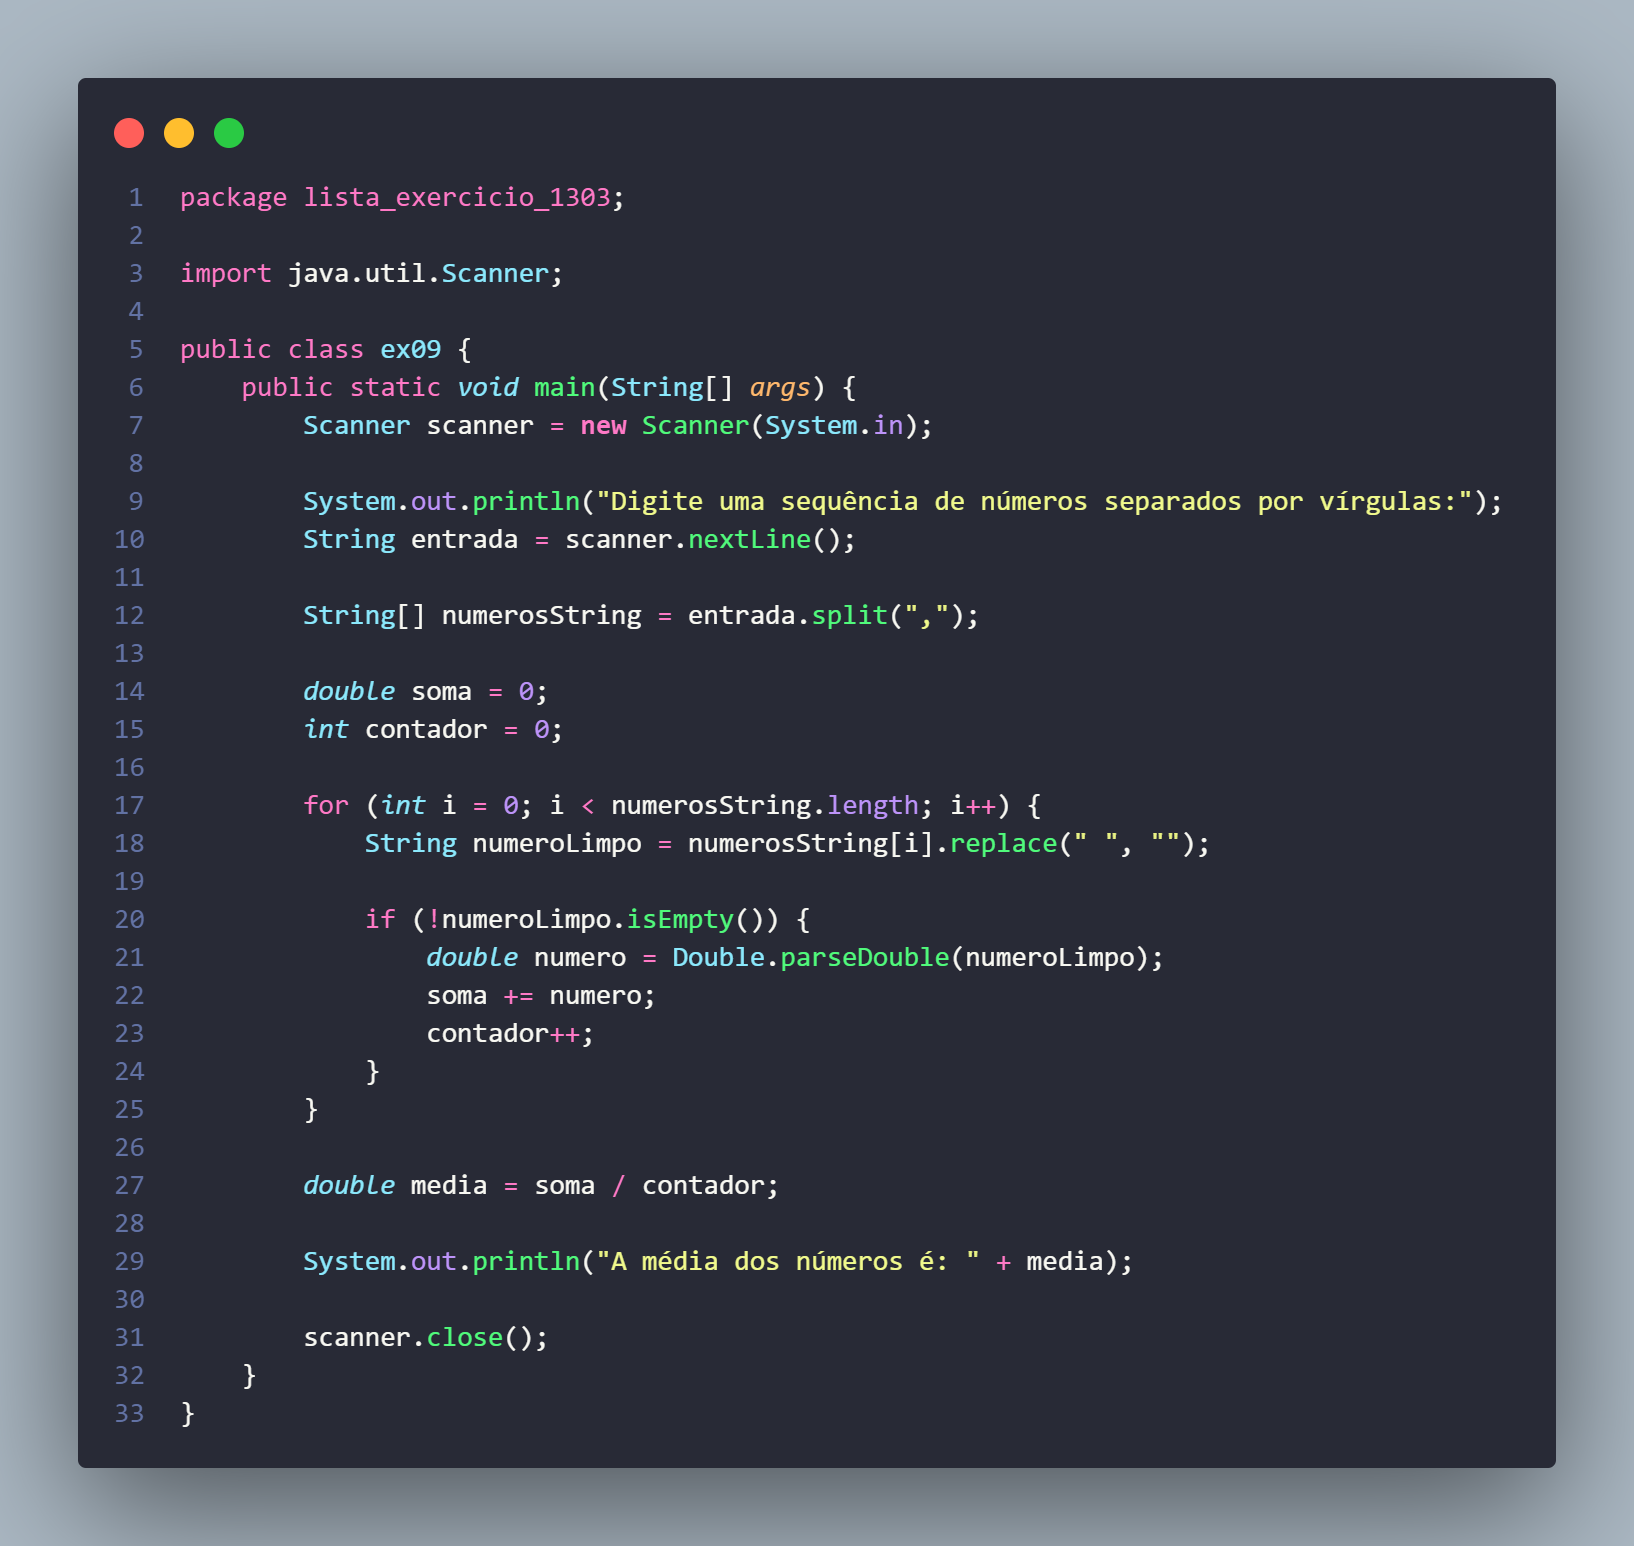 1 package lista_exercicio_1303;
2
3 import java.util.Scanner;
4
5 public class ex09 {
6     public static void main(String[] args) {
7         Scanner scanner = new Scanner(System.in);
8
9         System.out.println("Digite uma sequência de números separados por vírgulas:");
10         String entrada = scanner.nextLine();
11
12         String[] numerosString = entrada.split(",");
13
14         double soma = 0;
15         int contador = 0;
16
17         for (int i = 0; i < numerosString.length; i++) {
18             String numeroLimpo = numerosString[i].replace(" ", "");
19
20             if (!numeroLimpo.isEmpty()) {
21                 double numero = Double.parseDouble(numeroLimpo);
22                 soma += numero;
23                 contador++;
24             }
25         }
26
27         double media = soma / contador;
28
29         System.out.println("A média dos números é: " + media);
30
31         scanner.close();
32     }
33 }